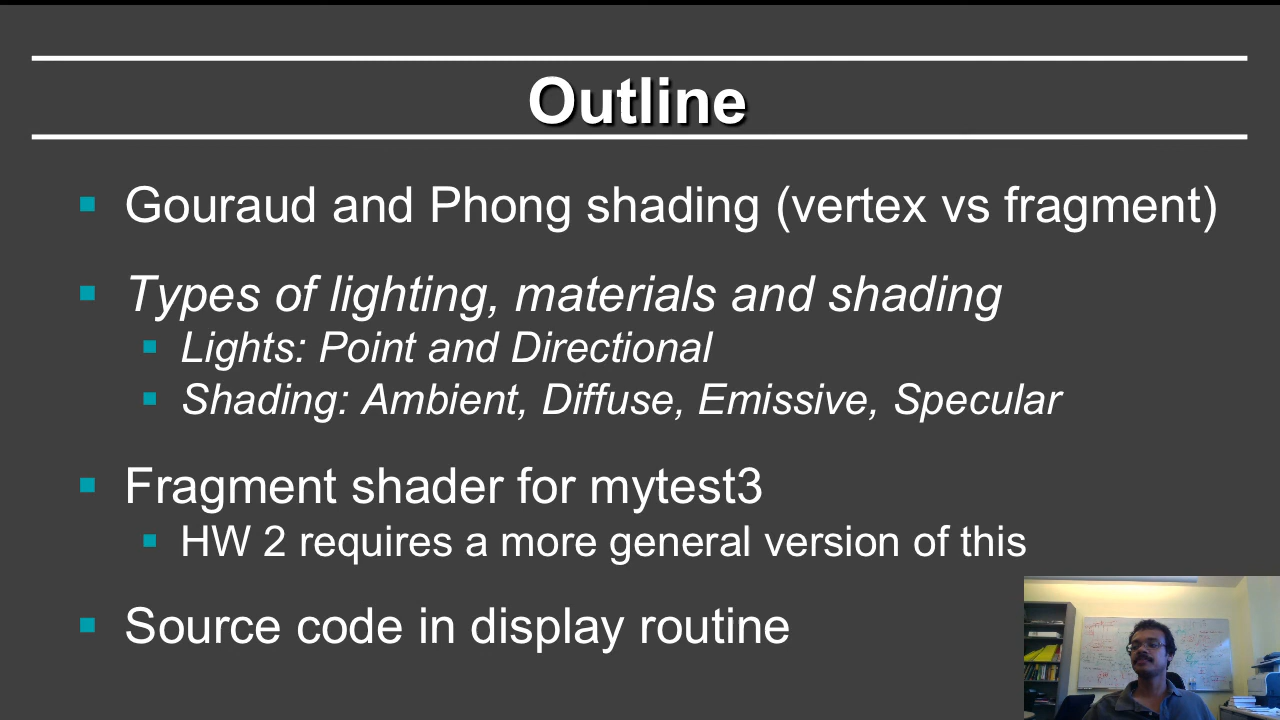 Outline
Gouraud and Phong shading (vertex vs fragment)
Types of lighting, materials and shading
Lights: Point and Directional
Shading: Ambient, Diffuse, Emissive, Specular
Fragment shader for mytest3
HW 2 requires a more general version of this
Source code in display routine